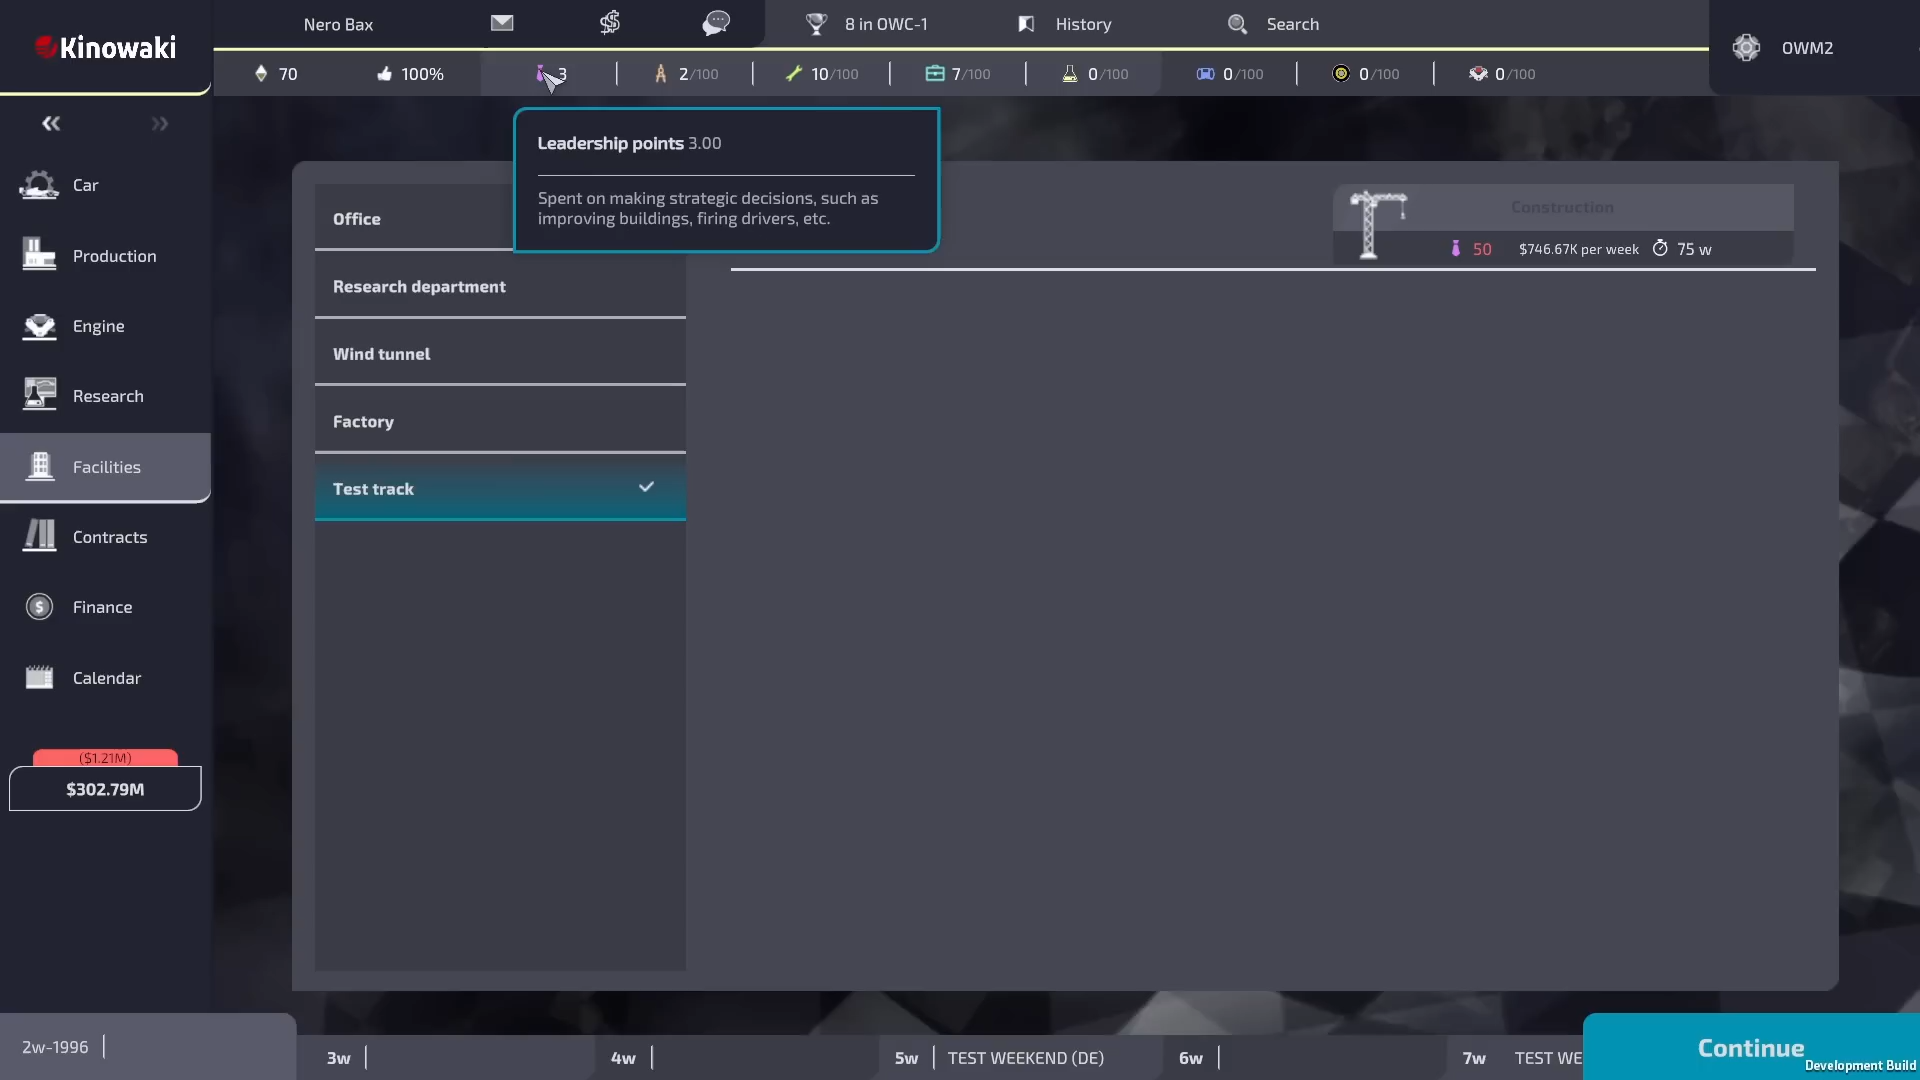 Kinowaki
Nero Bax
8 in OWC-1
History
Search
OWM2
70
100%
3
2/100
10/100
7/100
0/100
0/100
0/100
0/100
Car
Production
Engine
Research
Facilities
Contracts
Finance
Calendar
($1.21M)
$302.79M
Office
Research department
Wind tunnel
Factory
Test track
Leadership points 3.00
Spent on making strategic decisions, such as
improving buildings, firing drivers, etc.
Construction
50 $746.67K per week 75 w
2w-1996
3w
4w
5w TEST WEEKEND (DE)
6w
7w TEST WE
Continue
Development Build